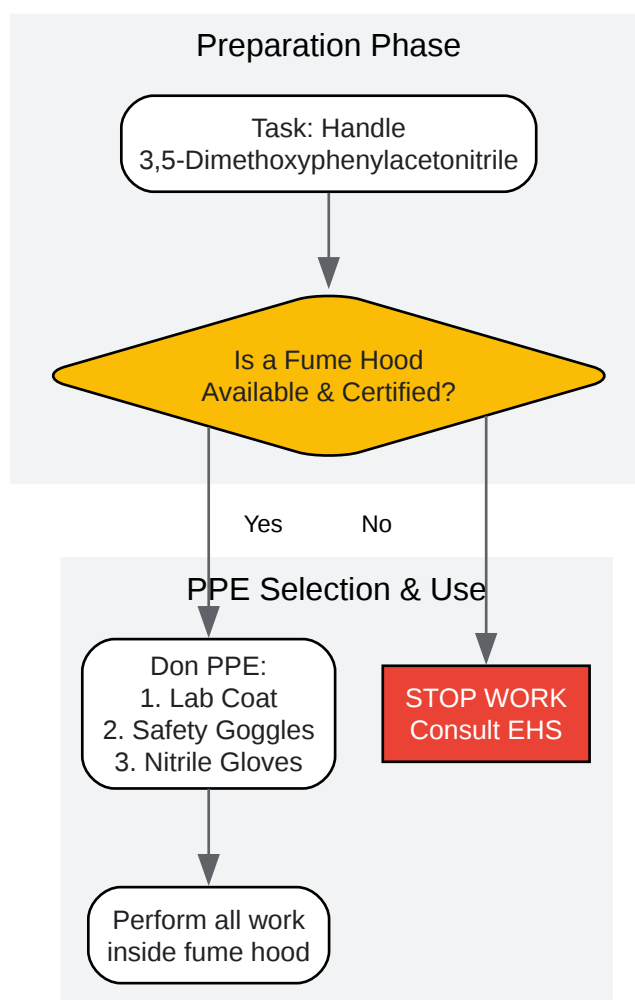 Preparation Phase
Task: Handle
3,5-Dimethoxyphenylacetonitrile
Is a Fume Hood
Available & Certified?
Yes
No
PPE Selection & Use
Don PPE:
1. Lab Coat
2. Safety Goggles
3. Nitrile Gloves
STOP WORK
Consult EHS
Perform all work
inside fume hood